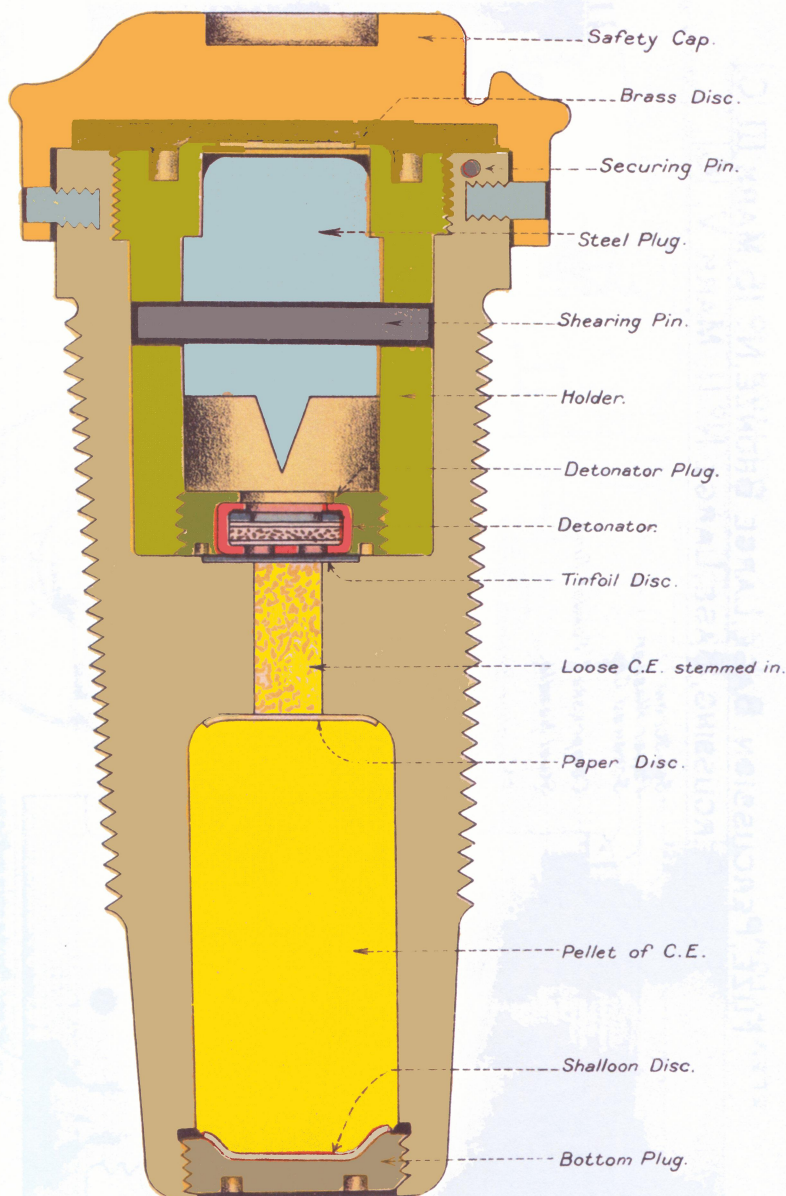 Safety Cap.
Brass Disc.
Securing Pin.
Steel Plug.
Shearing Pin.
Holder.
Detonator Plug.
Detonator.
Tinfoil Disc.
Loose C.E. stemmed in.
Paper Disc.
Pellet of C.E.
Shalloon Disc.
Bottom Plug.